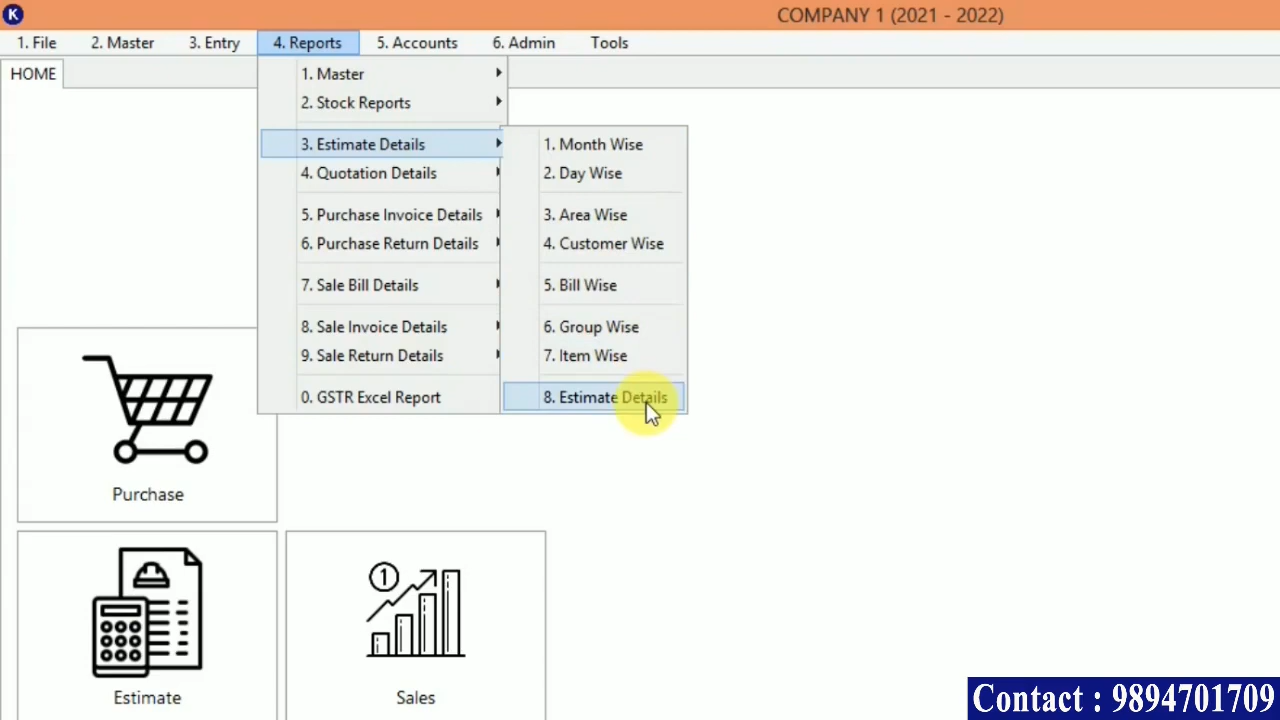 K
COMPANY 1 (2021 - 2022)
1. File 2. Master 3. Entry 4. Reports 5. Accounts 6. Admin Tools
HOME
1. Master
2. Stock Reports
3. Estimate Details
4. Quotation Details
5. Purchase Invoice Details
6. Purchase Return Details
7. Sale Bill Details
8. Sale Invoice Details
9. Sale Return Details
0. GSTR Excel Report
1. Month Wise
2. Day Wise
3. Area Wise
4. Customer Wise
5. Bill Wise
6. Group Wise
7. Item Wise
8. Estimate Details
Purchase
1
Estimate
Sales
Contact : 9894701709